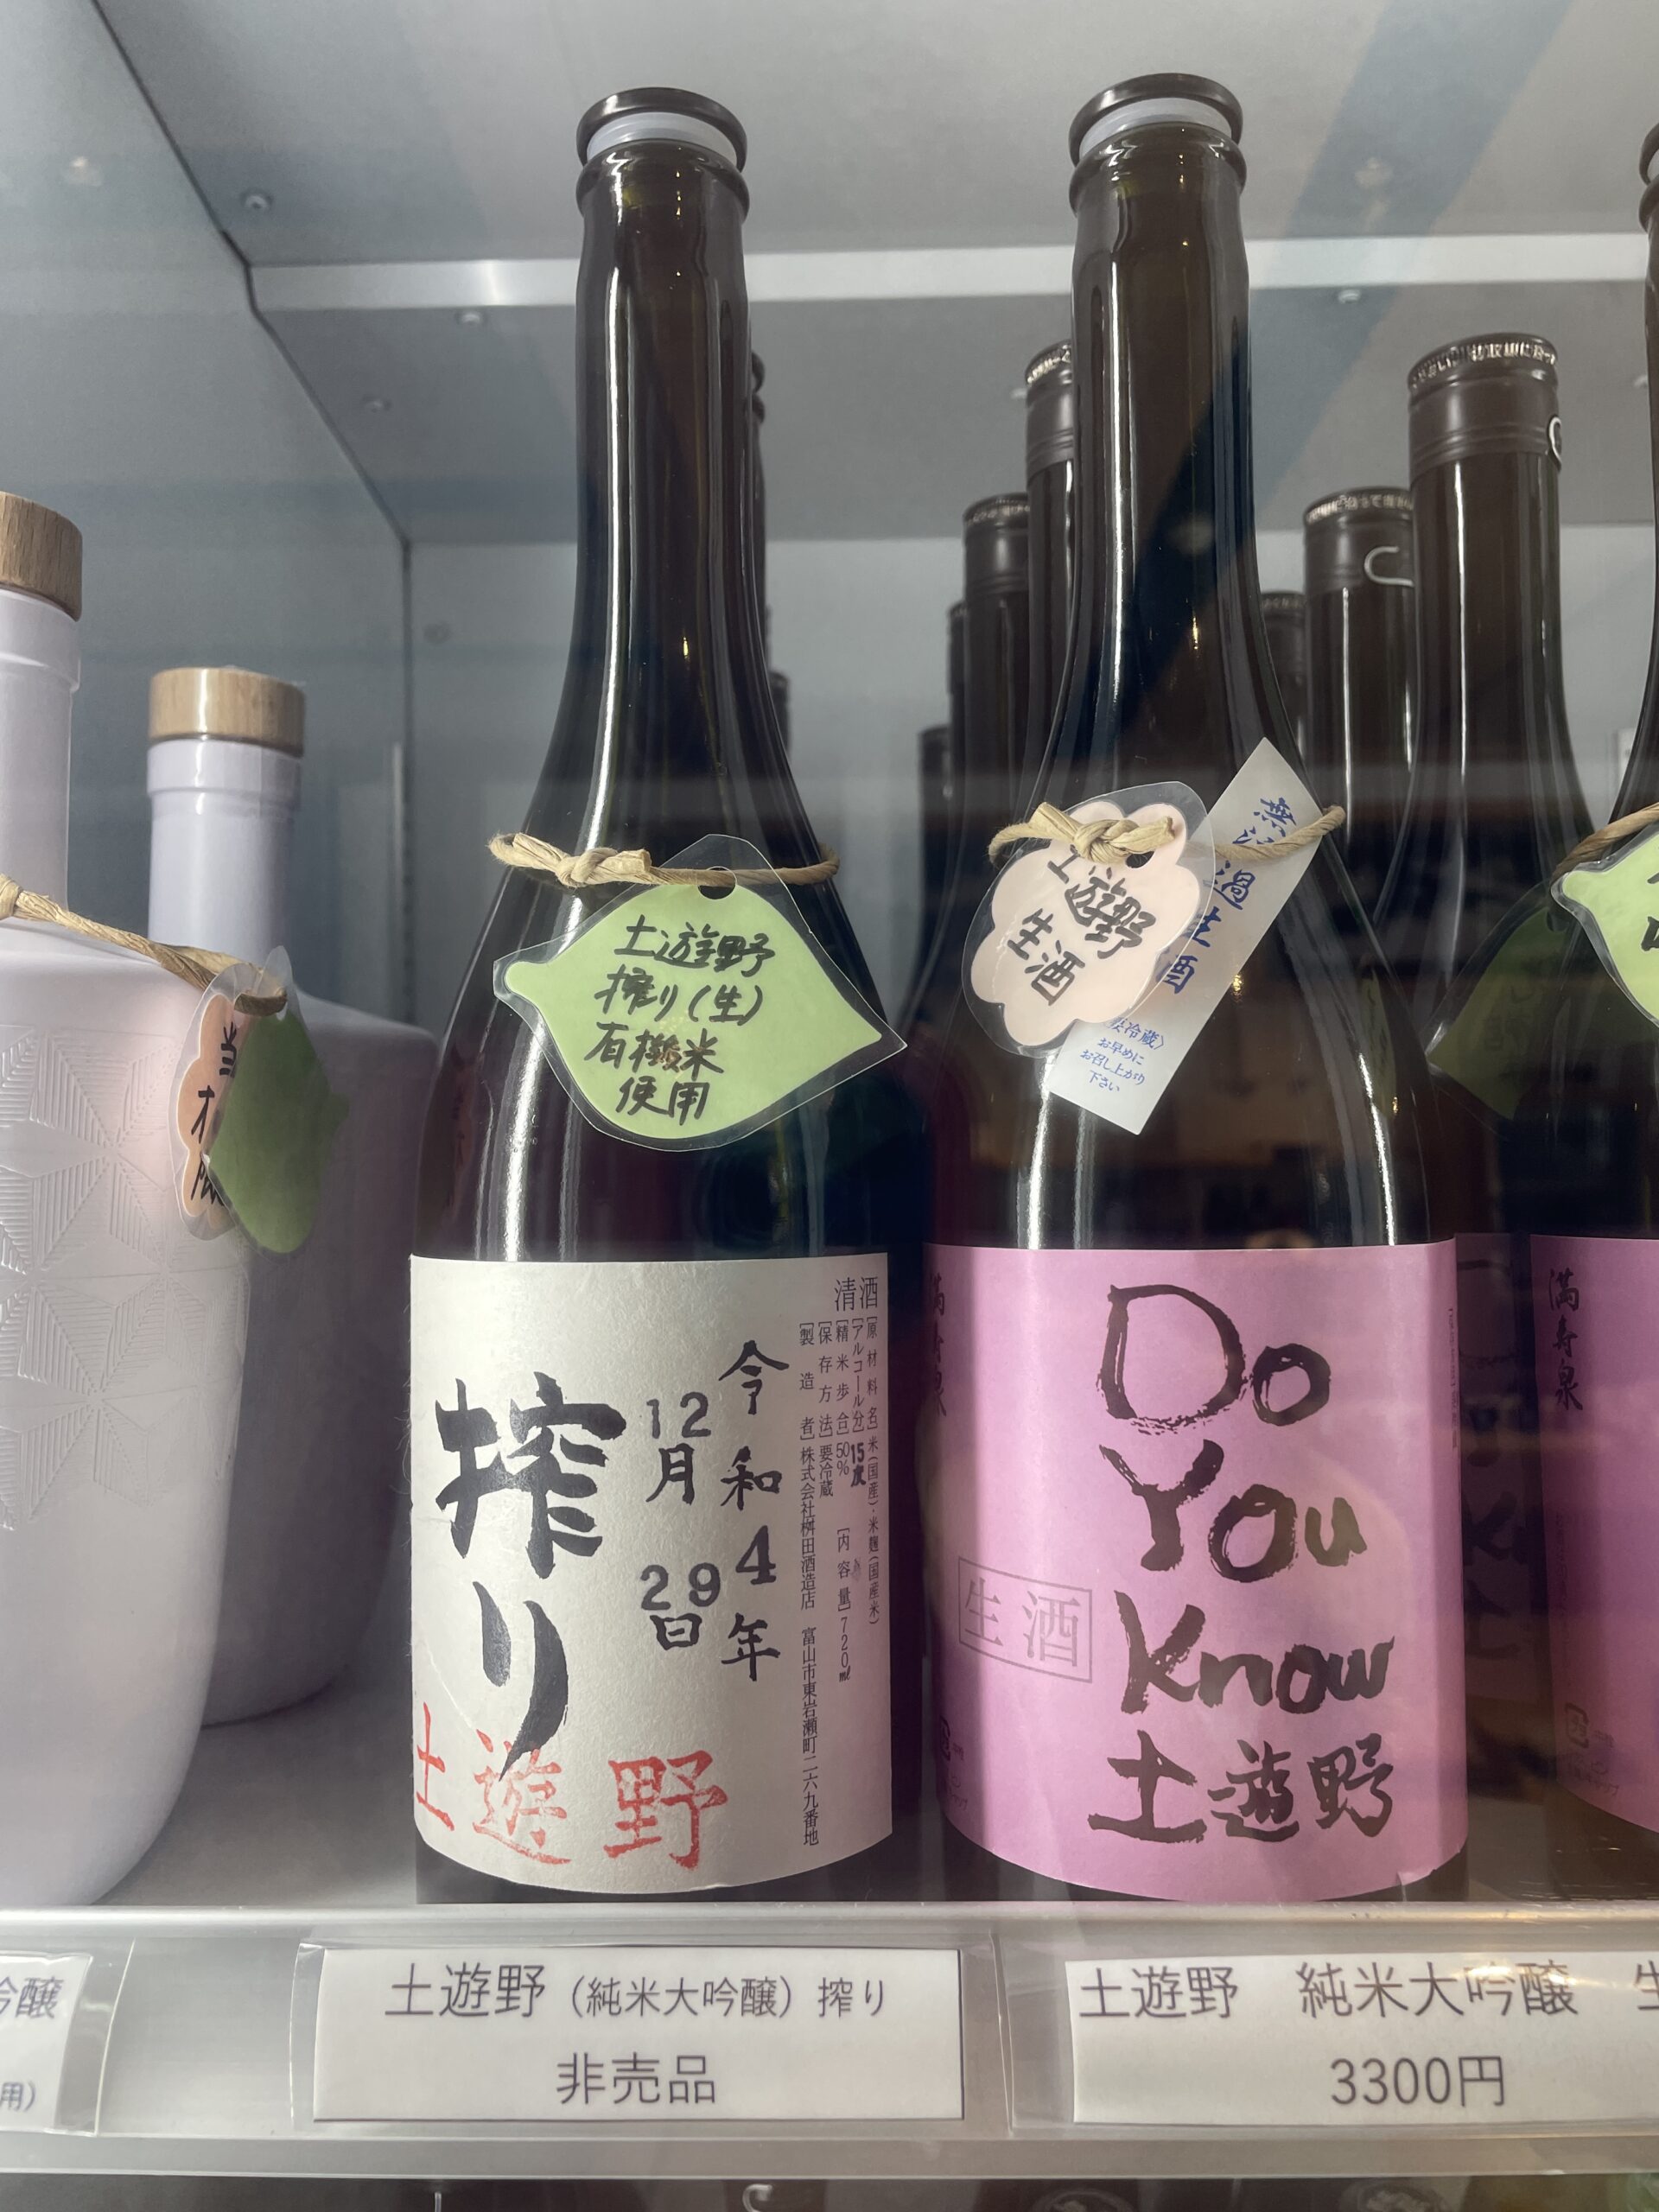 土遊野
搾り(生)
有機米
使用
土遊野
生酒
お早めに
お召し上がり
下さい
清酒
[原材料名]米(国産)・米麹(国産米)
[アルコール分]15度
[精米歩合]50% [内容量]720ml
[保存方法]要冷蔵
[製造者]株式会社桝田酒造店 富山市東岩瀬町二六九番地
令和4年
12月29日
搾り
土遊野
Do
You
Know
土遊野
生酒
満寿泉
満寿泉
吟醸
用)
土遊野(純米大吟醸)搾り
非売品
土遊野 純米大吟醸 生
3300円